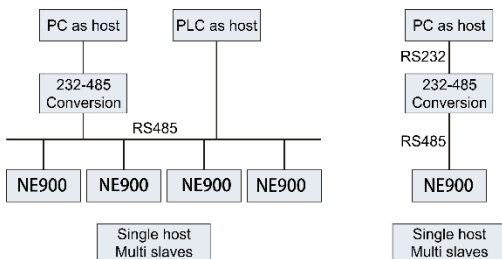 PC as host
PLC as host
232-485
Conversion
RS485
NE900
NE900
NE900
NE900
Single host
Multi slaves
PC as host
RS232
232-485
Conversion
RS485
NE900
Single host
Multi slaves